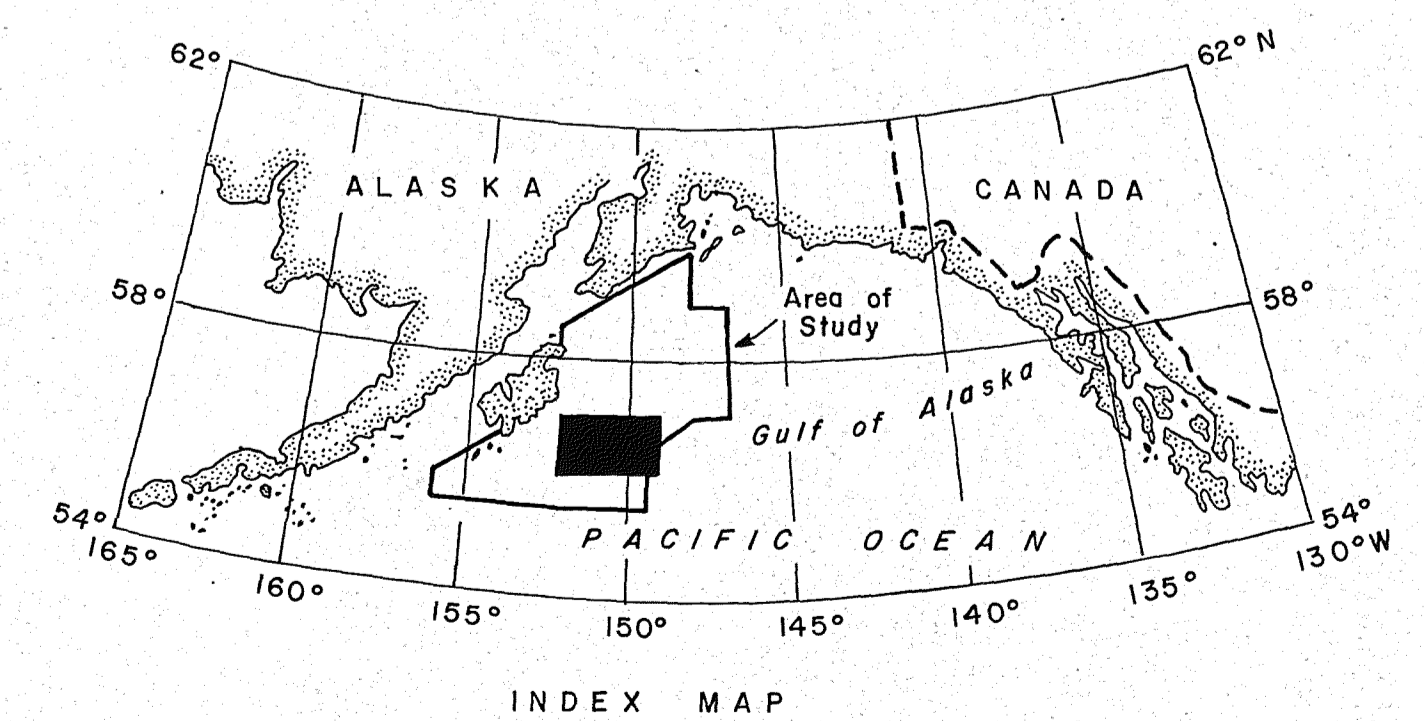 62°
62° N
ALASKA
CANADA
58°
Area of
Study
58°
Gulf of Alaska
54°
PACIFIC OCEAN
54°
165°
160°
155°
150°
145°
140°
135°
130°W
INDEX MAP